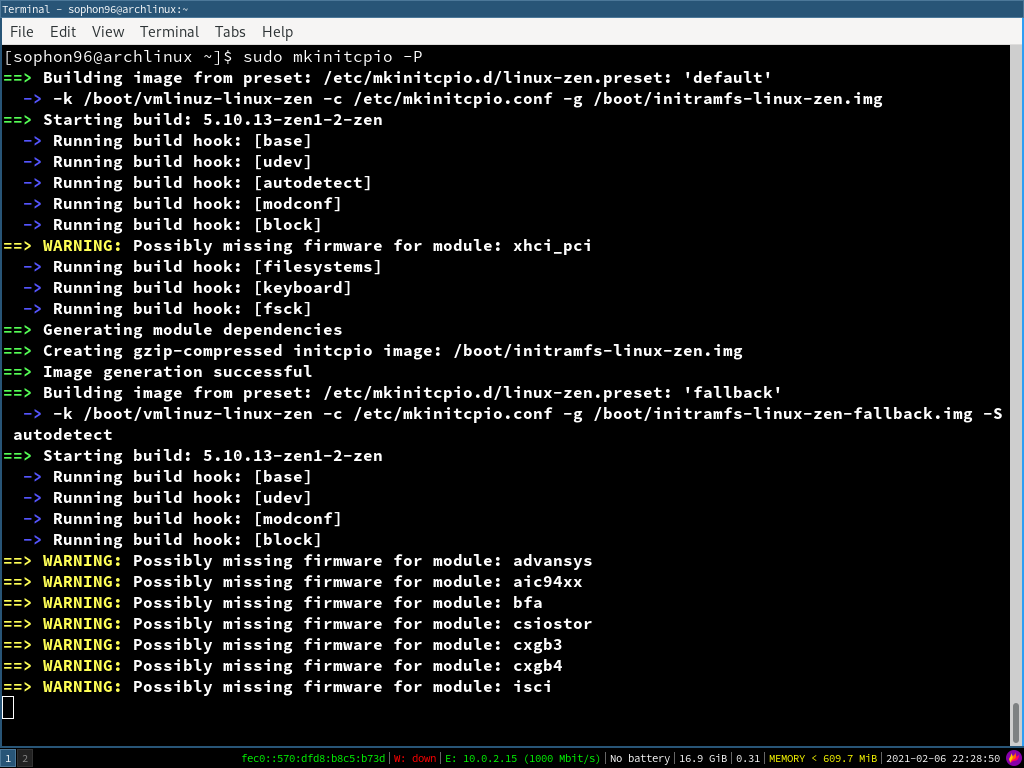 Terminal - sophon96@archlinux:~
File Edit View Terminal Tabs Help
[sophon96@archlinux ~]$ sudo mkinitcpio -P
==> Building image from preset: /etc/mkinitcpio.d/linux-zen.preset: 'default'
  -> -k /boot/vmlinuz-linux-zen -c /etc/mkinitcpio.conf -g /boot/initramfs-linux-zen.img
==> Starting build: 5.10.13-zen1-2-zen
  -> Running build hook: [base]
  -> Running build hook: [udev]
  -> Running build hook: [autodetect]
  -> Running build hook: [modconf]
  -> Running build hook: [block]
==> WARNING: Possibly missing firmware for module: xhci_pci
  -> Running build hook: [filesystems]
  -> Running build hook: [keyboard]
  -> Running build hook: [fsck]
==> Generating module dependencies
==> Creating gzip-compressed initcpio image: /boot/initramfs-linux-zen.img
==> Image generation successful
==> Building image from preset: /etc/mkinitcpio.d/linux-zen.preset: 'fallback'
  -> -k /boot/vmlinuz-linux-zen -c /etc/mkinitcpio.conf -g /boot/initramfs-linux-zen-fallback.img -S
 autodetect
==> Starting build: 5.10.13-zen1-2-zen
  -> Running build hook: [base]
  -> Running build hook: [udev]
  -> Running build hook: [modconf]
  -> Running build hook: [block]
==> WARNING: Possibly missing firmware for module: advansys
==> WARNING: Possibly missing firmware for module: aic94xx
==> WARNING: Possibly missing firmware for module: bfa
==> WARNING: Possibly missing firmware for module: csiostor
==> WARNING: Possibly missing firmware for module: cxgb3
==> WARNING: Possibly missing firmware for module: cxgb4
==> WARNING: Possibly missing firmware for module: isci
1 2 fec0::570:dfd8:b8c5:b73d|W: down|E: 10.0.2.15 (1000 Mbit/s)|No battery|16.9 GiB|0.31|MEMORY < 609.7 MiB|2021-02-06 22:28:50